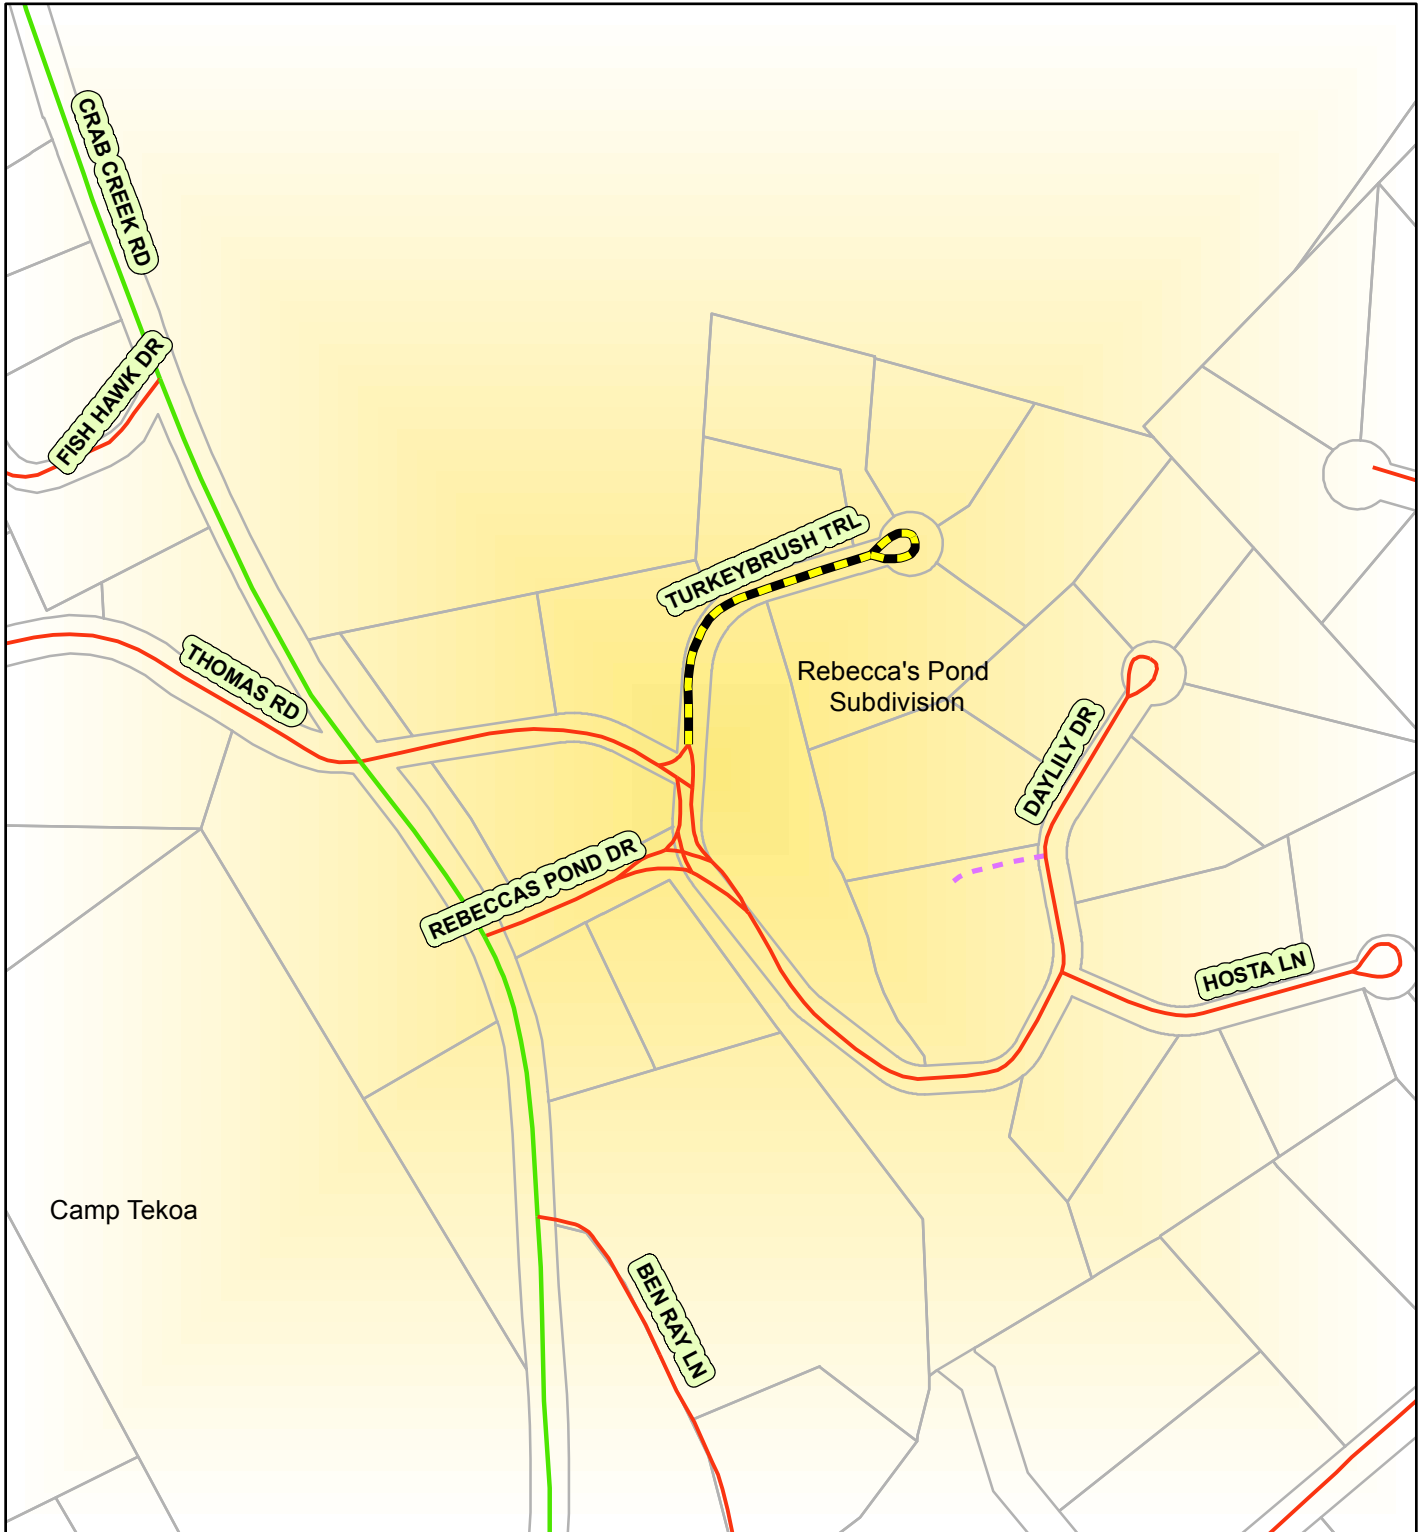 CRAB CREEK RD
FISH HAWK DR
TURKEYBRUSH TRL
THOMAS RD
Rebecca's Pond
Subdivision
DAYLILY DR
REBECCAS POND DR
HOSTA LN
Camp Tekoa
BEN RAY LN